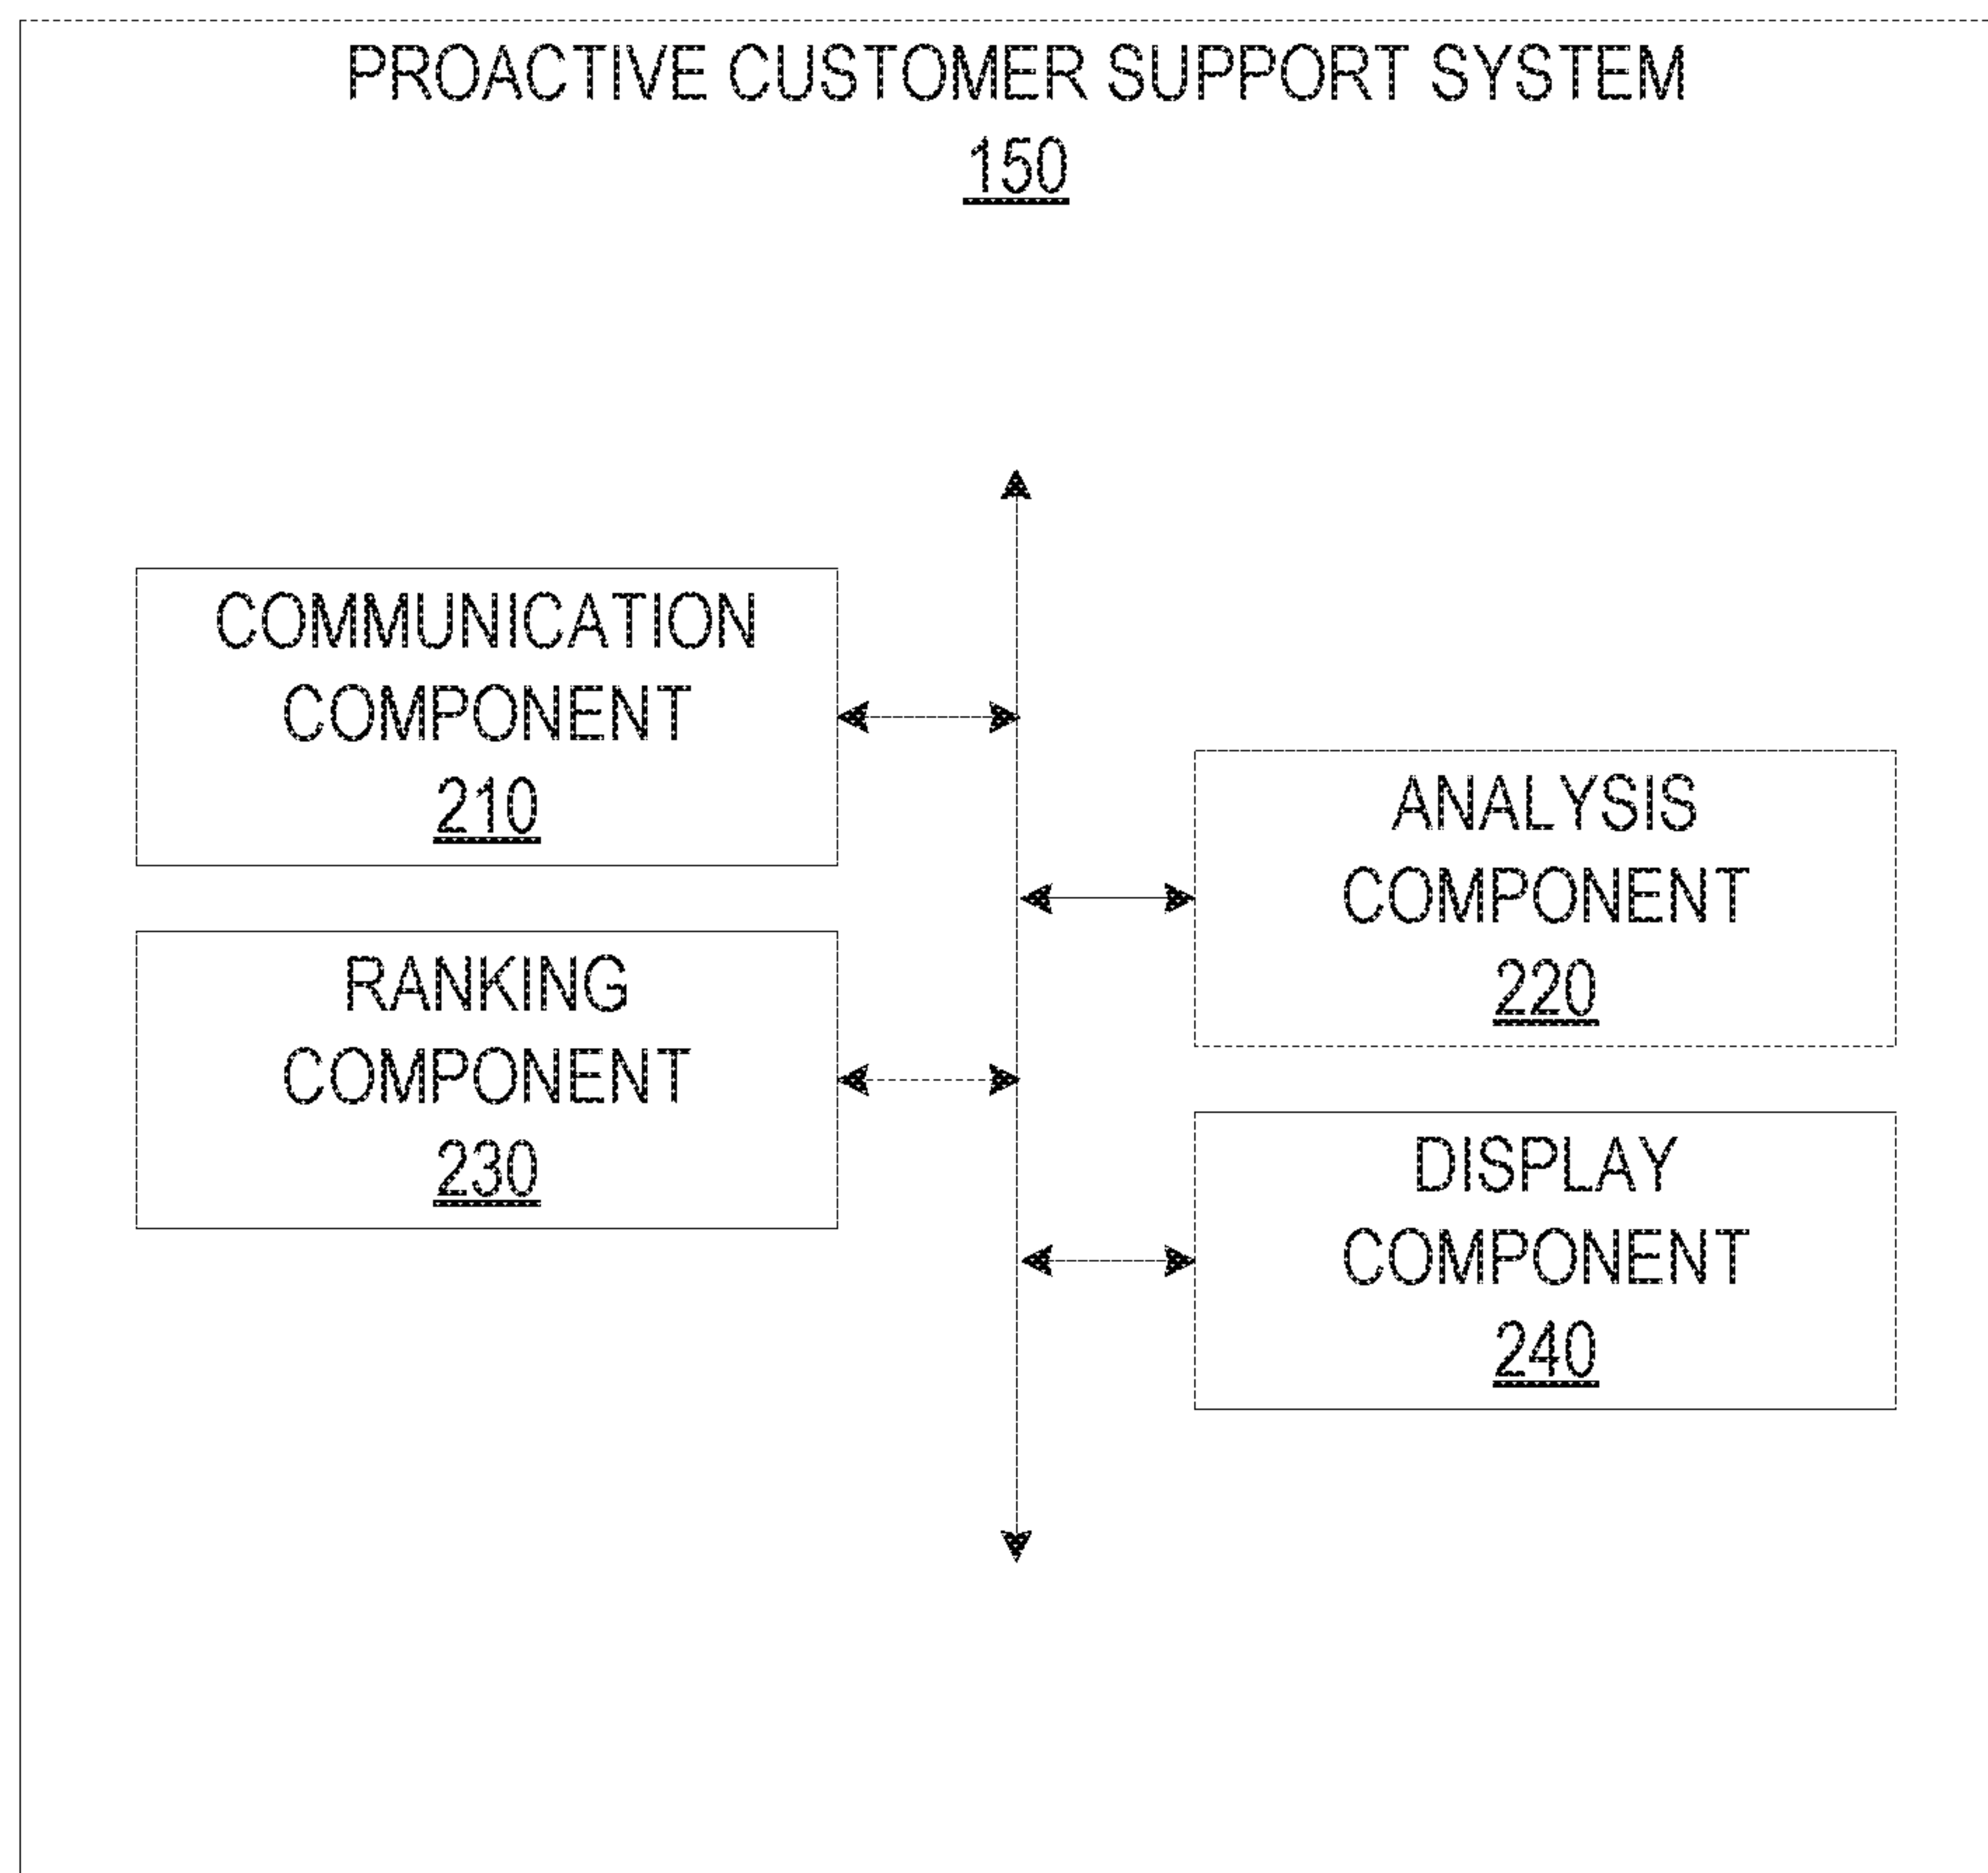 PROACTIVE CUSTOMER SUPPORT SYSTEM
150
COMMUNICATION
COMPONENT
210
ANALYSIS
COMPONENT
220
RANKING
COMPONENT
230
DISPLAY
COMPONENT
240